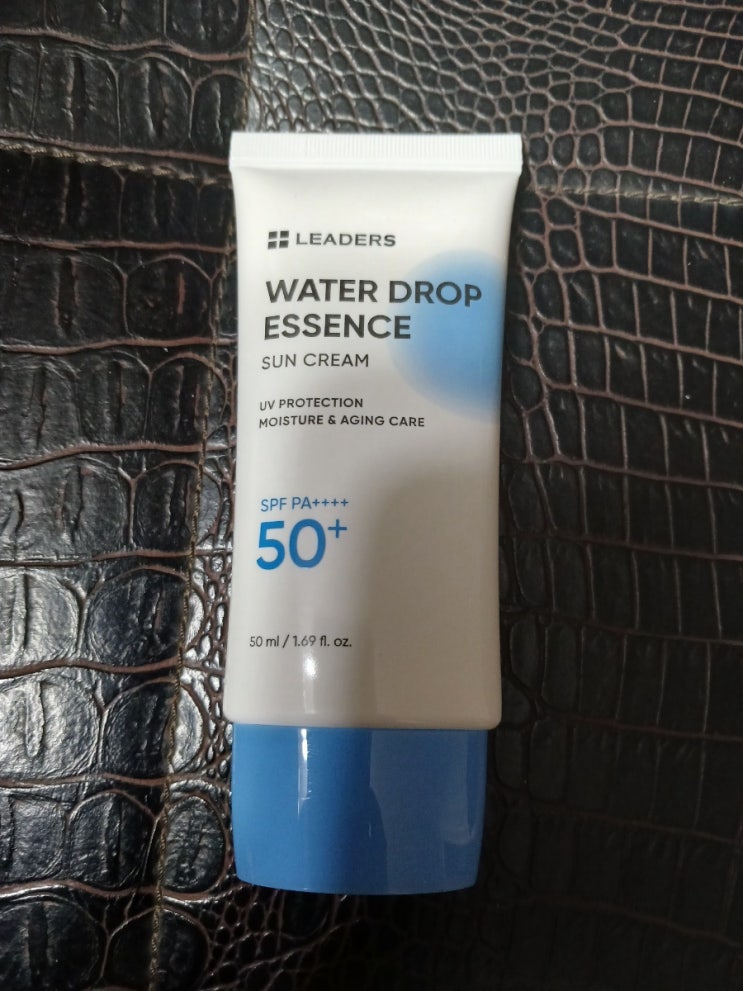 LEADERS
WATER DROP
ESSENCE
SUN CREAM
UV PROTECTION
MOISTURE & AGING CARE
SPF PA++++
50+
50 ml / 1.69 fl. oz.